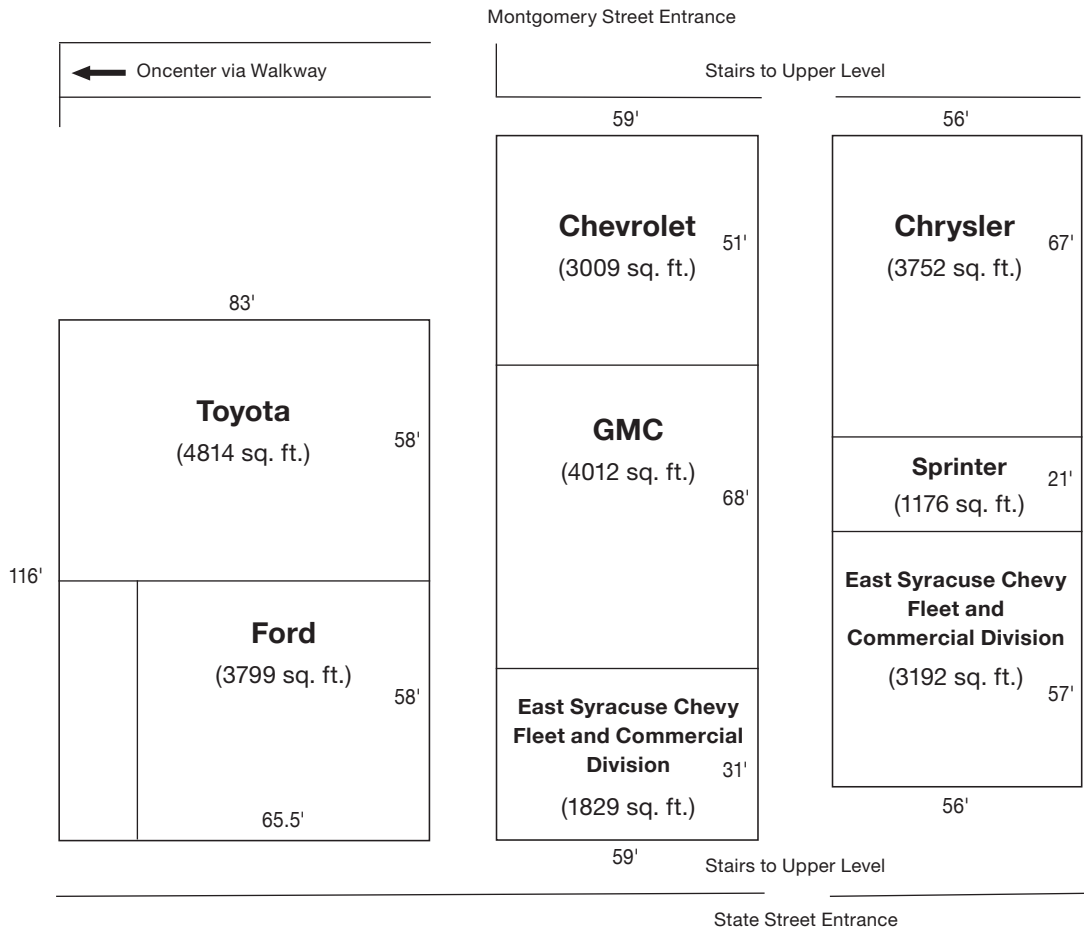 Montgomery Street Entrance
Oncenter via Walkway
Stairs to Upper Level
59'
56'
Chevrolet
51'
(3009 sq. ft.)
Chrysler
67'
(3752 sq. ft.)
83'
Toyota
58'
(4814 sq. ft.)
GMC
(4012 sq. ft.)
68'
Sprinter
21'
(1176 sq. ft.)
116'
Ford
(3799 sq. ft.)
58'
65.5'
East Syracuse Chevy
Fleet and
Commercial Division
(3192 sq. ft.)
57'
56'
East Syracuse Chevy
Fleet and Commercial
Division
31'
(1829 sq. ft.)
59'
Stairs to Upper Level
State Street Entrance